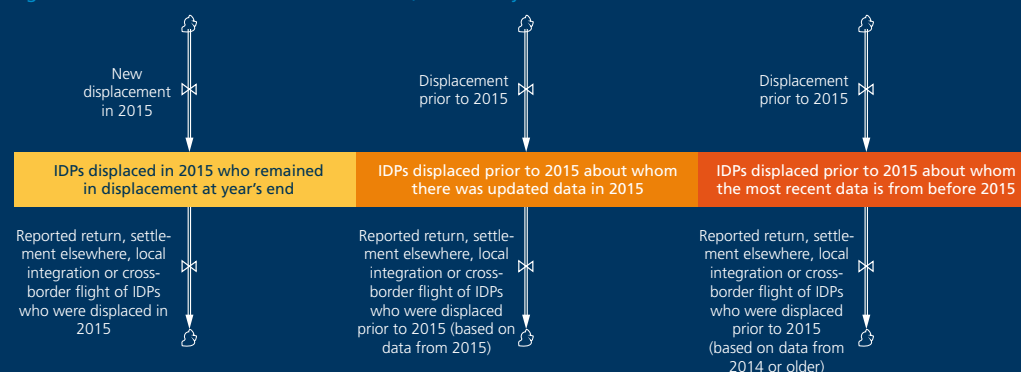 New
displacement
in 2015
Displacement
prior to 2015
Displacement
prior to 2015
IDPs displaced in 2015 who remained
in displacement at year's end
IDPs displaced prior to 2015 about whom
there was updated data in 2015
IDPs displaced prior to 2015 about whom
the most recent data is from before 2015
Reported return, settle-
ment elsewhere, local
integration or cross-
border flight of IDPs
who were displaced in
2015
Reported return, settle-
ment elsewhere, local
integration or cross-
border flight of IDPs
who were displaced
prior to 2015 (based on
data from 2015)
Reported return, settle-
ment elsewhere, local
integration or cross-
border flight of IDPs
who were displaced
prior to 2015
(based on data from
2014 or older)